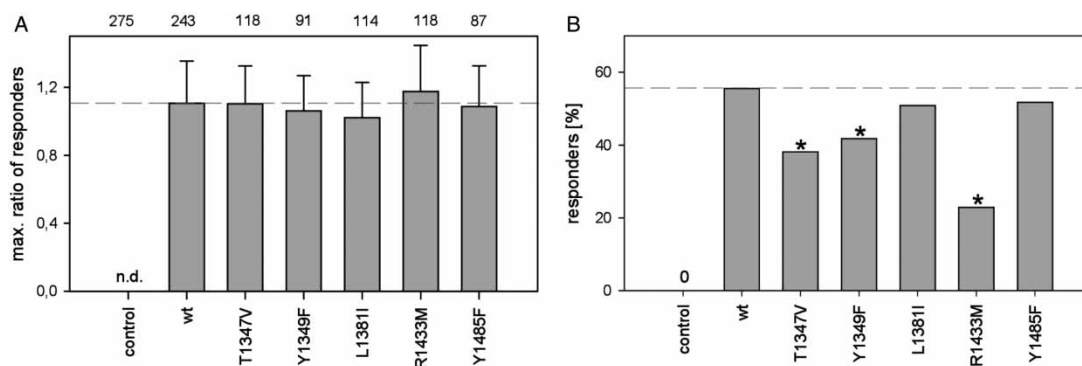 A
275 243 118 91 114 118 87
max. ratio of responders
1,2
0,8
0,4
0,0
n.d.
control
wt
T1347V
Y1349F
L1381I
R1433M
Y1485F
B
responders [%]
60
40
20
0
0
*
*
*
control
wt
T1347V
Y1349F
L1381I
R1433M
Y1485F